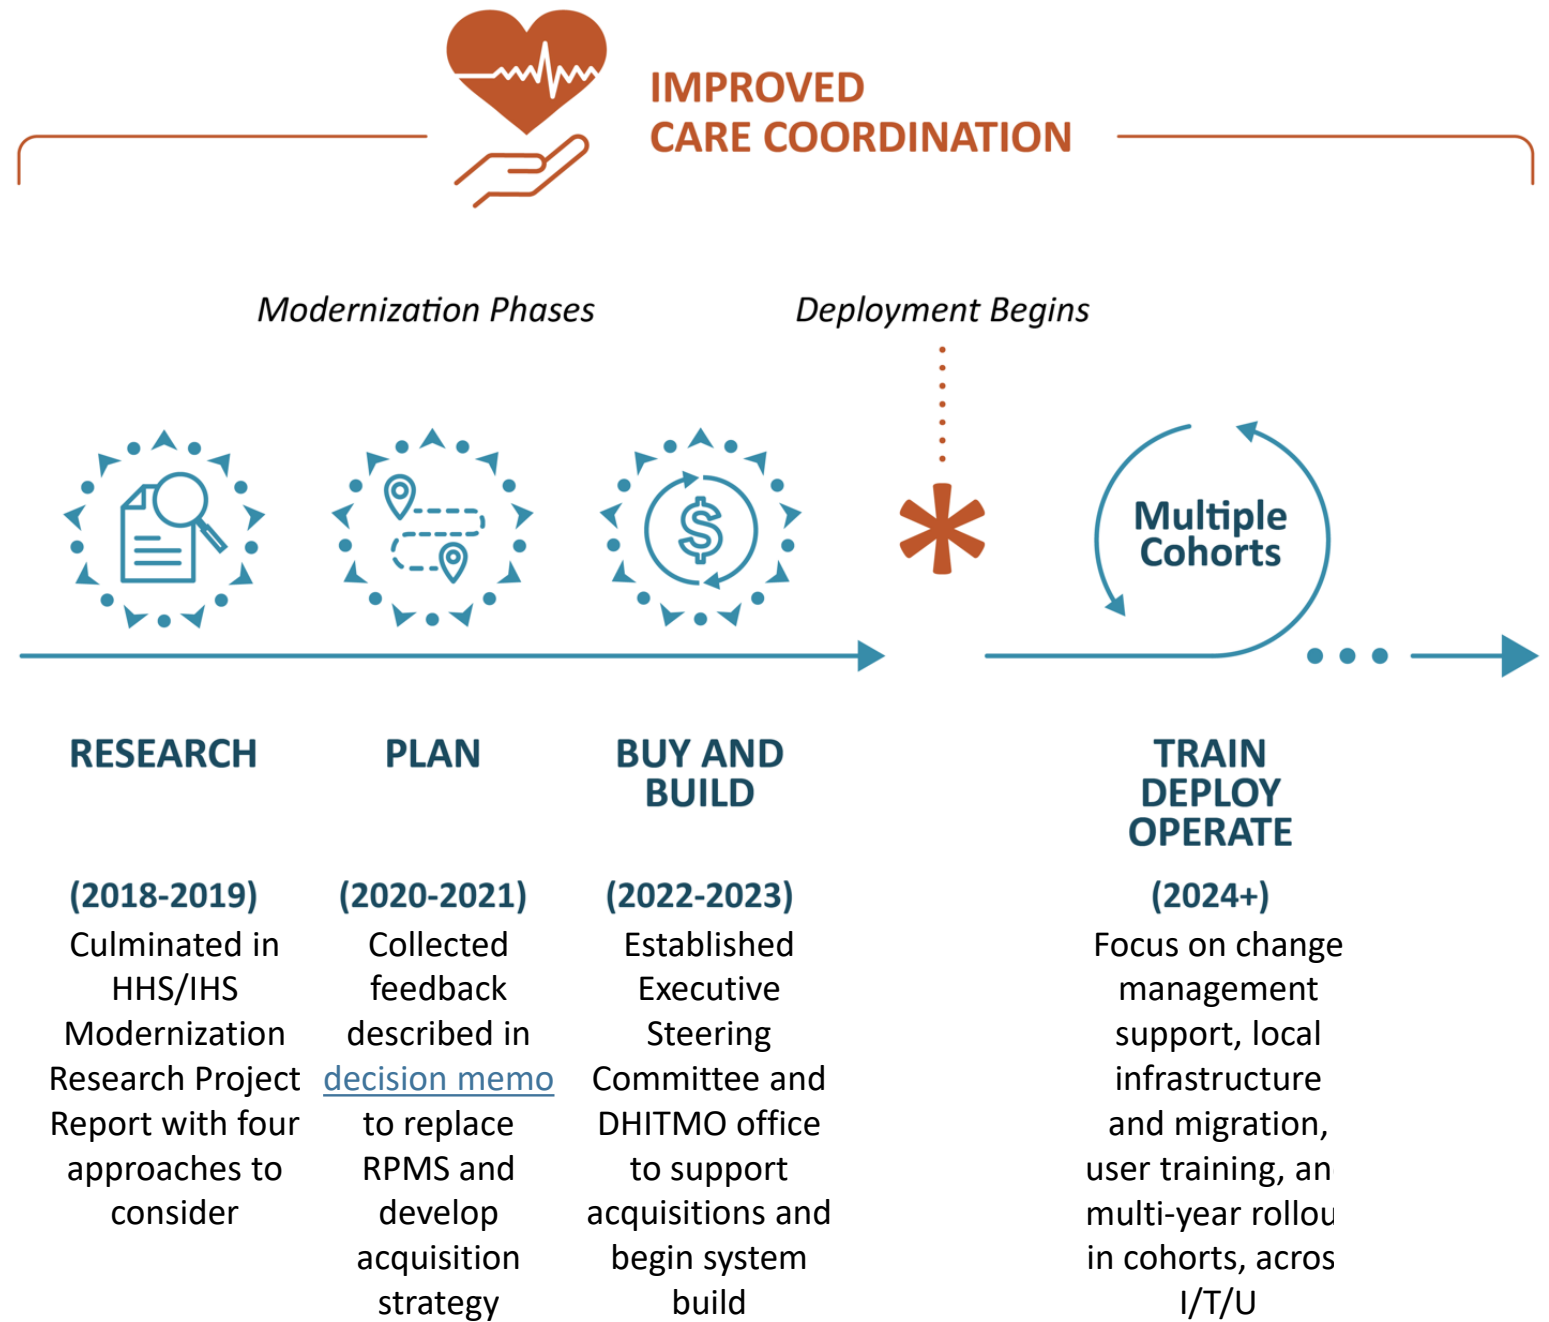 IMPROVED
CARE COORDINATION
Modernization Phases
Deployment Begins
$
Multiple
Cohorts
RESEARCH
(2018-2019)
Culminated in
HHS/IHS
Modernization
Research Project
Report with four
approaches to
consider
PLAN
(2020-2021)
Collected
feedback
described in
decision memo
to replace
RPMS and
develop
acquisition
strategy
BUY AND
BUILD
(2022-2023)
Established
Executive
Steering
Committee and
DHITMO office
to support
acquisitions and
begin system
build
TRAIN
DEPLOY
OPERATE
(2024+)
Focus on change
management
support, local
infrastructure
and migration,
user training, an
multi-year rollou
in cohorts, acros
I/T/U